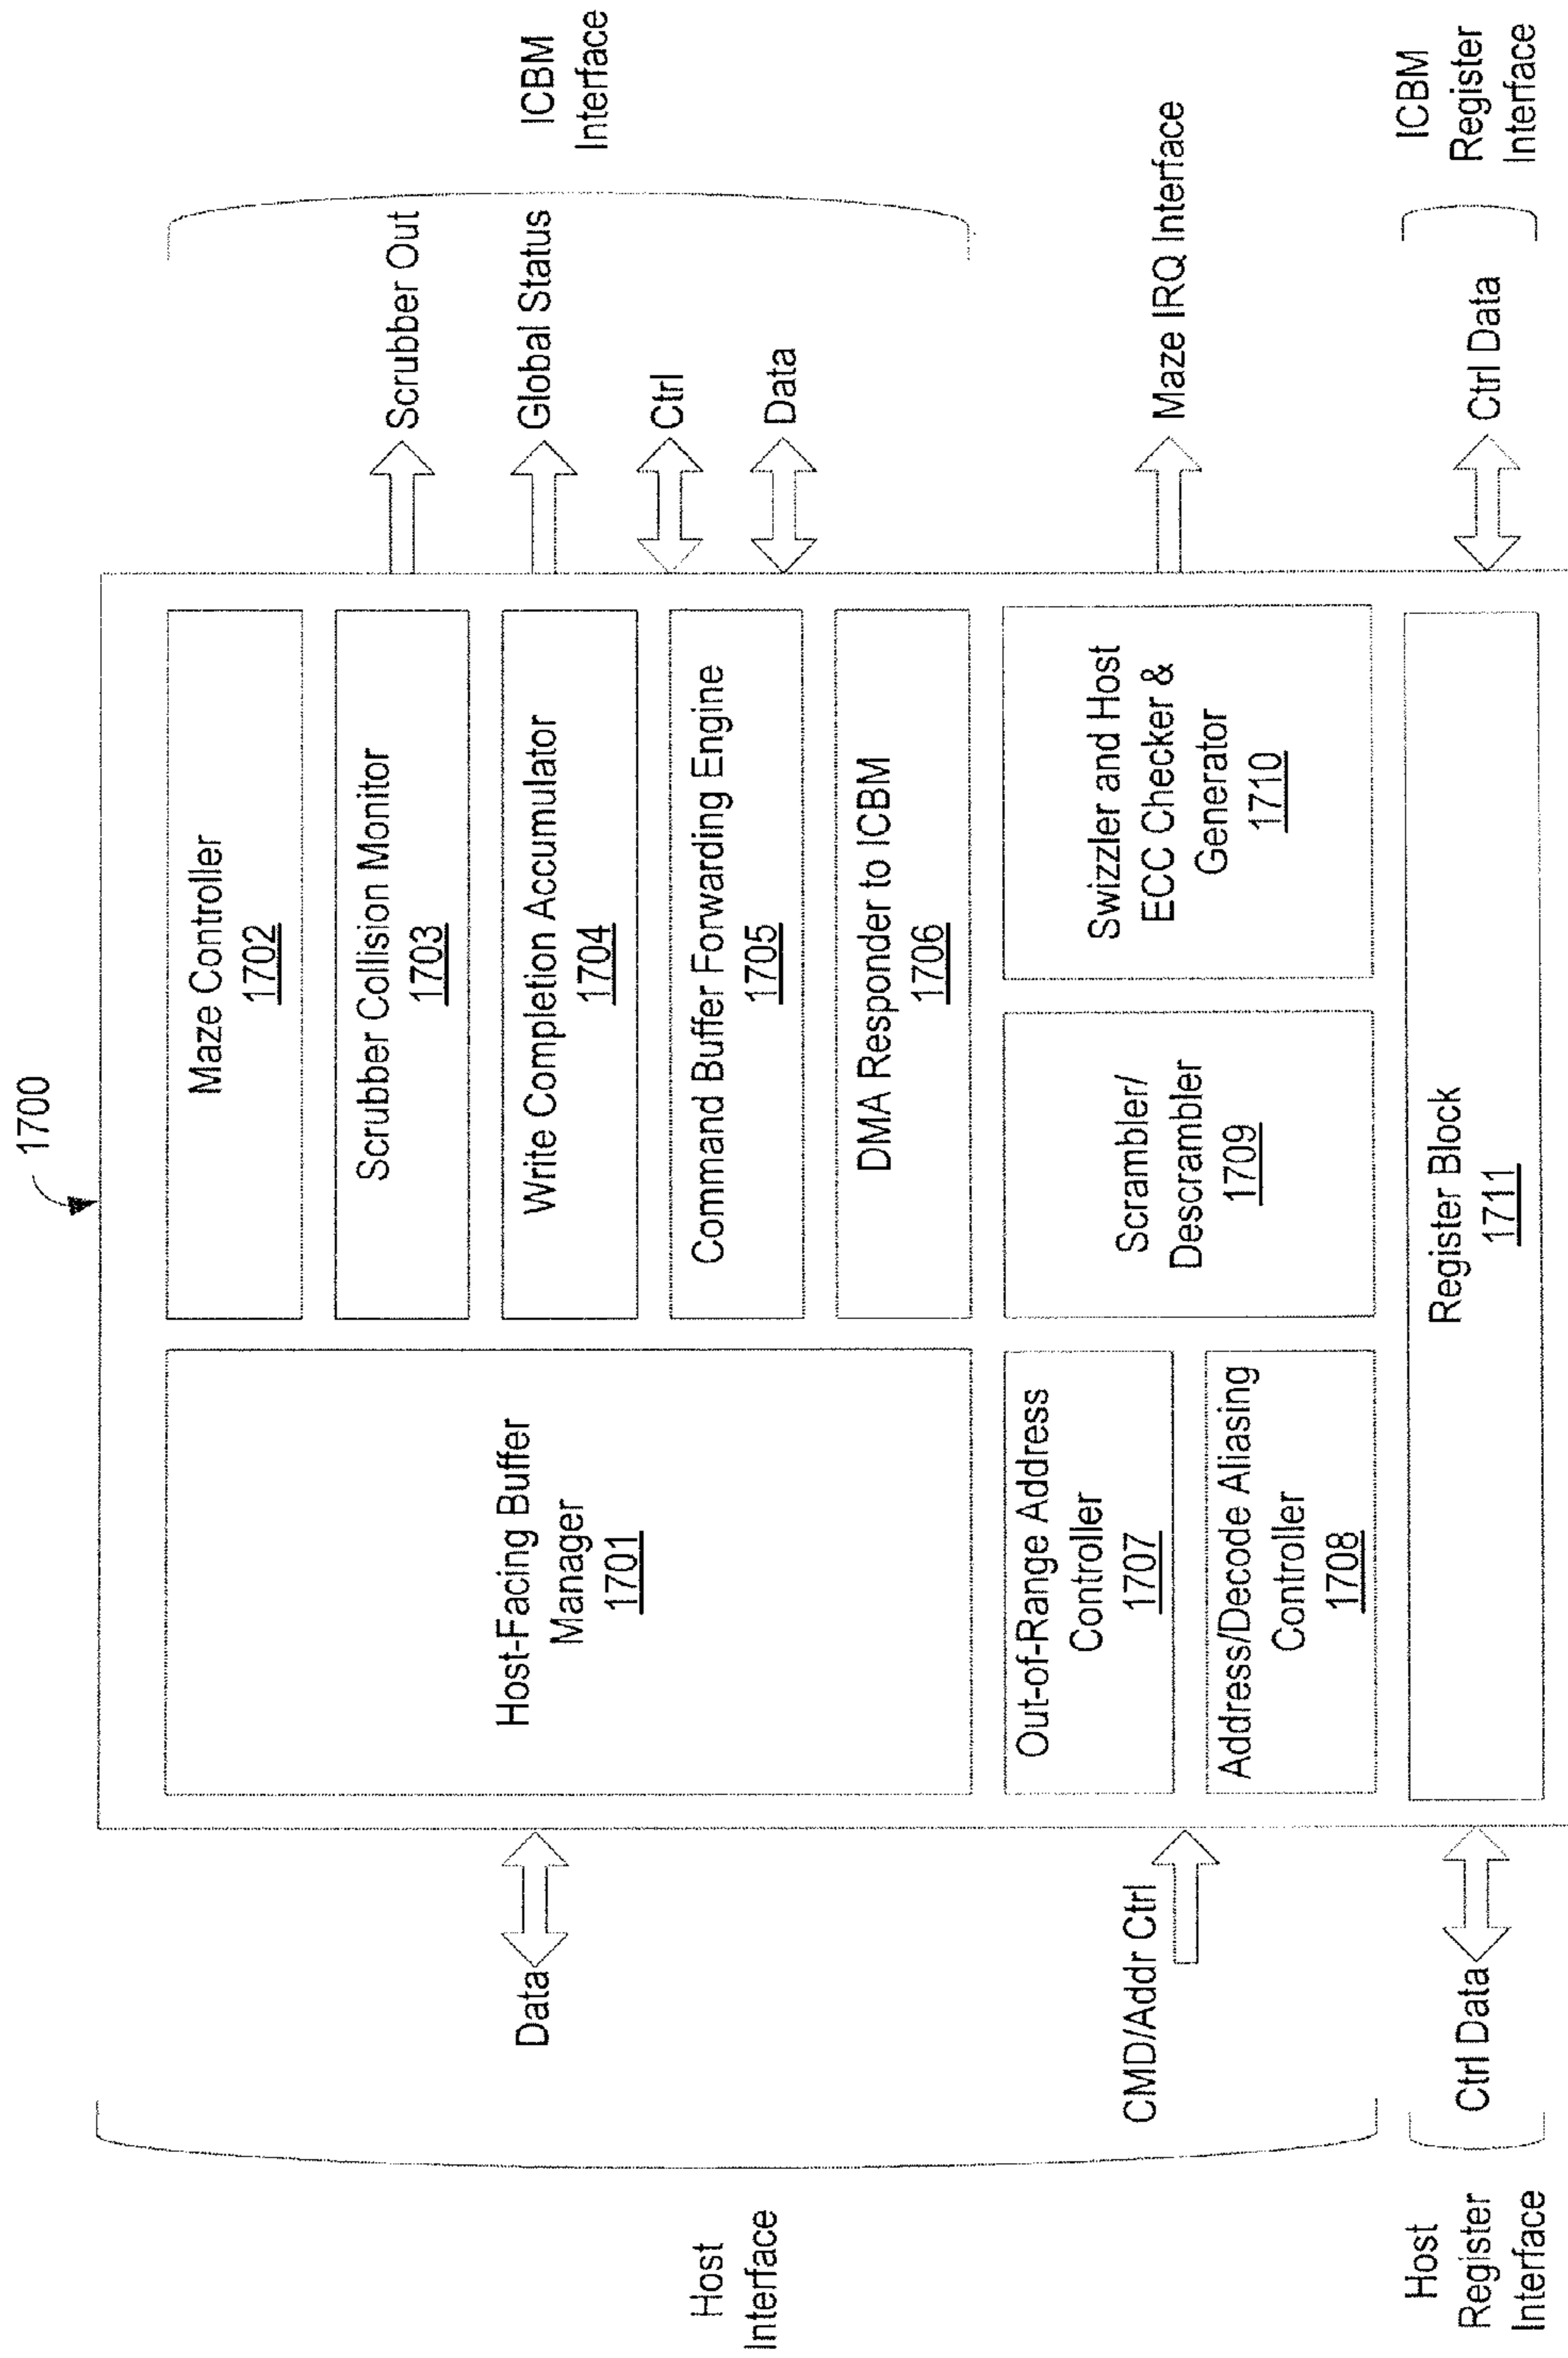 1700
Host-Facing Buffer
Manager
1701
Maze Controller
1702
Scrubber Collision Monitor
1703
Write Completion Accumulator
1704
Command Buffer Forwarding Engine
1705
DMA Responder to ICBM
1706
Out-of-Range Address
Controller
1707
Address/Decode Aliasing
Controller
1708
Scrambler/
Descrambler
1709
Swizzler and Host
ECC Checker &
Generator
1710
Register Block
1711
Host
Interface
Data
CMD/Addr Ctrl
Host
Register
Interface
Ctrl Data
Scrubber Out
Global Status
Ctrl
Data
ICBM
Interface
Maze IRQ Interface
Ctrl Data
ICBM
Register
Interface